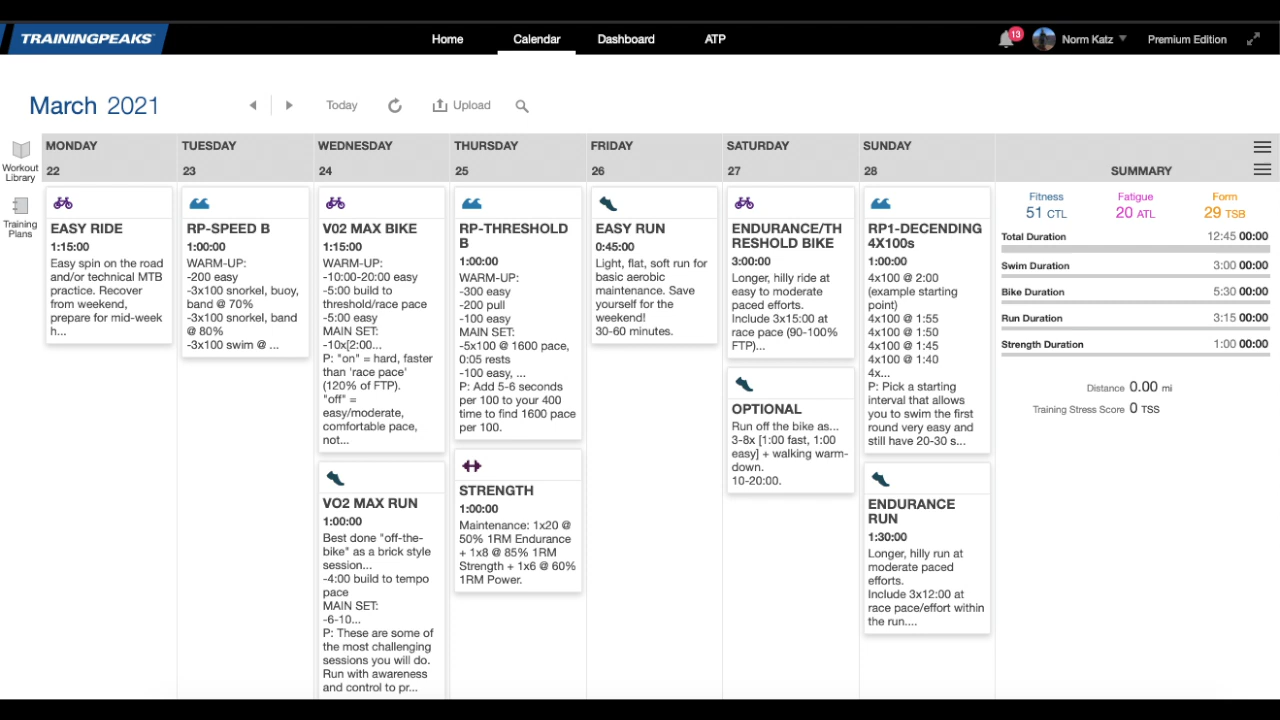 TRAININGPEAKS
Home
Calendar
Dashboard
ATP
13
Norm Katz
Premium Edition
March 2021
Today
Upload
Workout
Library
Training
Plans
MONDAY
22
EASY RIDE
1:15:00
Easy spin on the road
and/or technical MTB
practice. Recover
from weekend,
prepare for mid-week
h...
TUESDAY
23
RP-SPEED B
1:00:00
WARM-UP:
-200 easy
-3x100 snorkel, buoy,
band @ 70%
-3x100 snorkel, band
@ 80%
-3x100 swim @ ...
WEDNESDAY
24
V02 MAX BIKE
1:15:00
WARM-UP:
-10:00-20:00 easy
-5:00 build to
threshold/race pace
-5:00 easy
MAIN SET:
-10x[2:00...
P: "on" = hard, faster
than 'race pace'
(120% of FTP).
"off" =
easy/moderate,
comfortable pace,
not...
VO2 MAX RUN
1:00:00
Best done "off-the-
bike" as a brick style
session...
-4:00 build to tempo
pace
MAIN SET:
-6-10...
P: These are some of
the most challenging
sessions you will do.
Run with awareness
and control to pr...
THURSDAY
25
RP-THRESHOLD
B
1:00:00
WARM-UP:
-300 easy
-200 pull
-100 easy
MAIN SET:
-5x100 @ 1600 pace,
0:05 rests
-100 easy, ...
P: Add 5-6 seconds
per 100 to your 400
time to find 1600 pace
per 100.
STRENGTH
1:00:00
Maintenance: 1x20 @
50% 1RM Endurance
+ 1x8 @ 85% 1RM
Strength + 1x6 @ 60%
1RM Power.
FRIDAY
26
EASY RUN
0:45:00
Light, flat, soft run for
basic aerobic
maintenance. Save
yourself for the
weekend!
30-60 minutes.
SATURDAY
27
ENDURANCE/TH
RESHOLD BIKE
3:00:00
Longer, hilly ride at
easy to moderate
paced efforts.
Include 3x15:00 at
race pace (90-100%
FTP)...
OPTIONAL
Run off the bike as...
3-8x [1:00 fast, 1:00
easy] + walking warm-
down.
10-20:00.
SUNDAY
28
RP1-DECENDING
4X100s
1:00:00
4x100 @ 2:00
(example starting
point)
4x100 @ 1:55
4x100 @ 1:50
4x100 @ 1:45
4x100 @ 1:40
4x...
P: Pick a starting
interval that allows
you to swim the first
round very easy and
still have 20-30 s...
ENDURANCE
RUN
1:30:00
Longer, hilly run at
moderate paced
efforts.
Include 3x12:00 at
race pace/effort within
the run....
SUMMARY
Fitness
51 CTL
Fatigue
20 ATL
Form
29 TSB
Total Duration 12:45 00:00
Swim Duration 3:00 00:00
Bike Duration 5:30 00:00
Run Duration 3:15 00:00
Strength Duration 1:00 00:00
Distance 0.00 mi
Training Stress Score 0 TSS